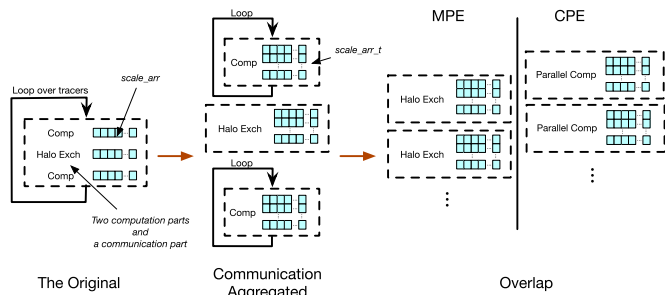 Loop over tracers
scale_arr
Comp
Halo Exch
Comp
Two computation parts
and
a communication part
The Original
Loop
Comp
scale_arr_t
Halo Exch
Loop
Comp
Communication
Aggregated
MPE
CPE
Halo Exch
Halo Exch
Parallel Comp
Parallel Comp
Overlap